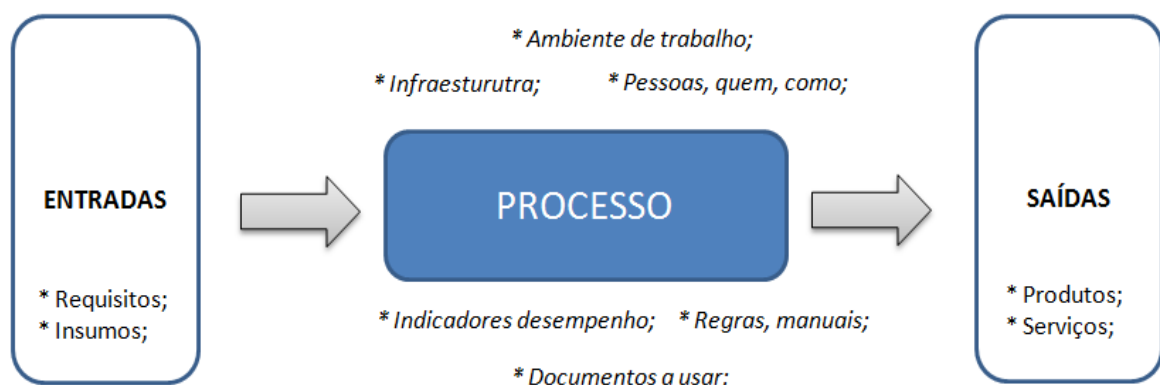 * Ambiente de trabalho;
* Infraesturutra;
* Pessoas, quem, como;
ENTRADAS
* Requisitos;
* Insumos;
PROCESSO
SAÍDAS
* Produtos;
* Serviços;
* Indicadores desempenho;
* Regras, manuais;
* Documentos a usar;